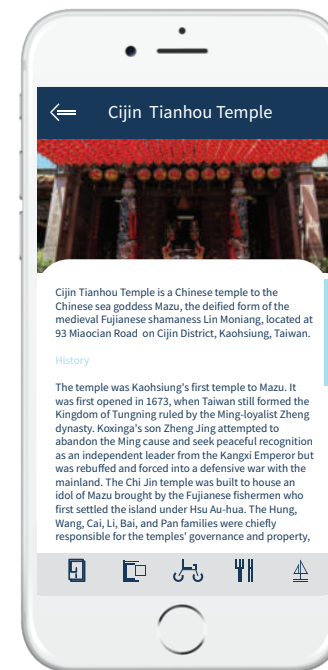 Cijin Tianhou Temple
Cijin Tianhou Temple is a Chinese temple to the
Chinese sea goddess Mazu, the deified form of the
medieval Fujianese shamaness Lin Moniang, located at
93 Miaocian Road on Cijin District, Kaohsiung, Taiwan.
History
The temple was Kaohsiung's first temple to Mazu. It
was first opened in 1673, when Taiwan still formed the
Kingdom of Tungning ruled by the Ming-loyalist Zheng
dynasty. Koxinga's son Zheng Jing attempted to
abandon the Ming cause and seek peaceful recognition
as an independent leader from the Kangxi Emperor but
was rebuffed and forced into a defensive war with the
mainland. The Chi Jin temple was built to house an
idol of Mazu brought by the Fujianese fishermen who
first settled the island under Hsu Au-hua. The Hung,
Wang, Cai, Li, Bai, and Pan families were chiefly
responsible for the temples' governance and property,